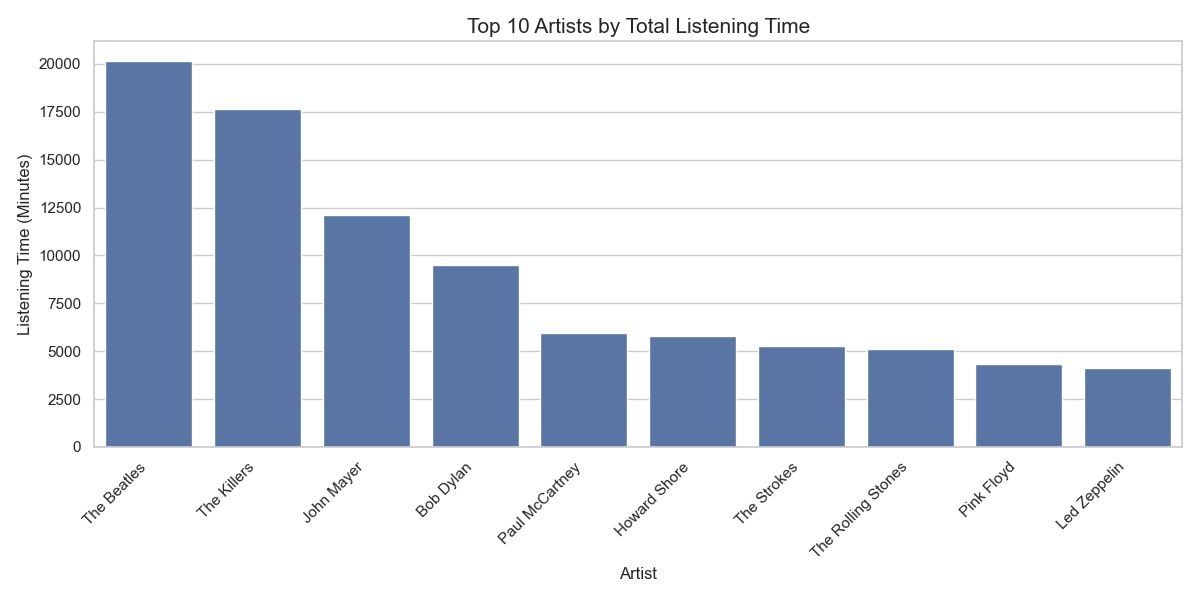 Top 10 Artists by Total Listening Time
Listening Time (Minutes)
20000
17500
15000
12500
10000
7500
5000
2500
0
The Beatles
The Killers
John Mayer
Bob Dylan
Paul McCartney
Howard Shore
The Strokes
The Rolling Stones
Pink Floyd
Led Zeppelin
Artist